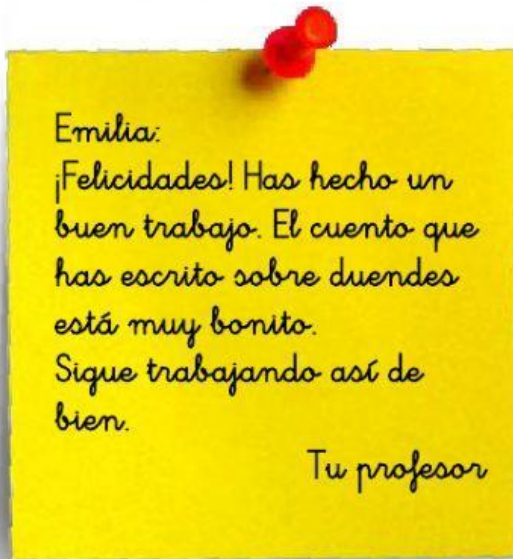 Emilia:
¡Felicidades! Has hecho un
buen trabajo. El cuento que
has escrito sobre duendes
está muy bonito.
Sigue trabajando así de
bien.
Tu profesor